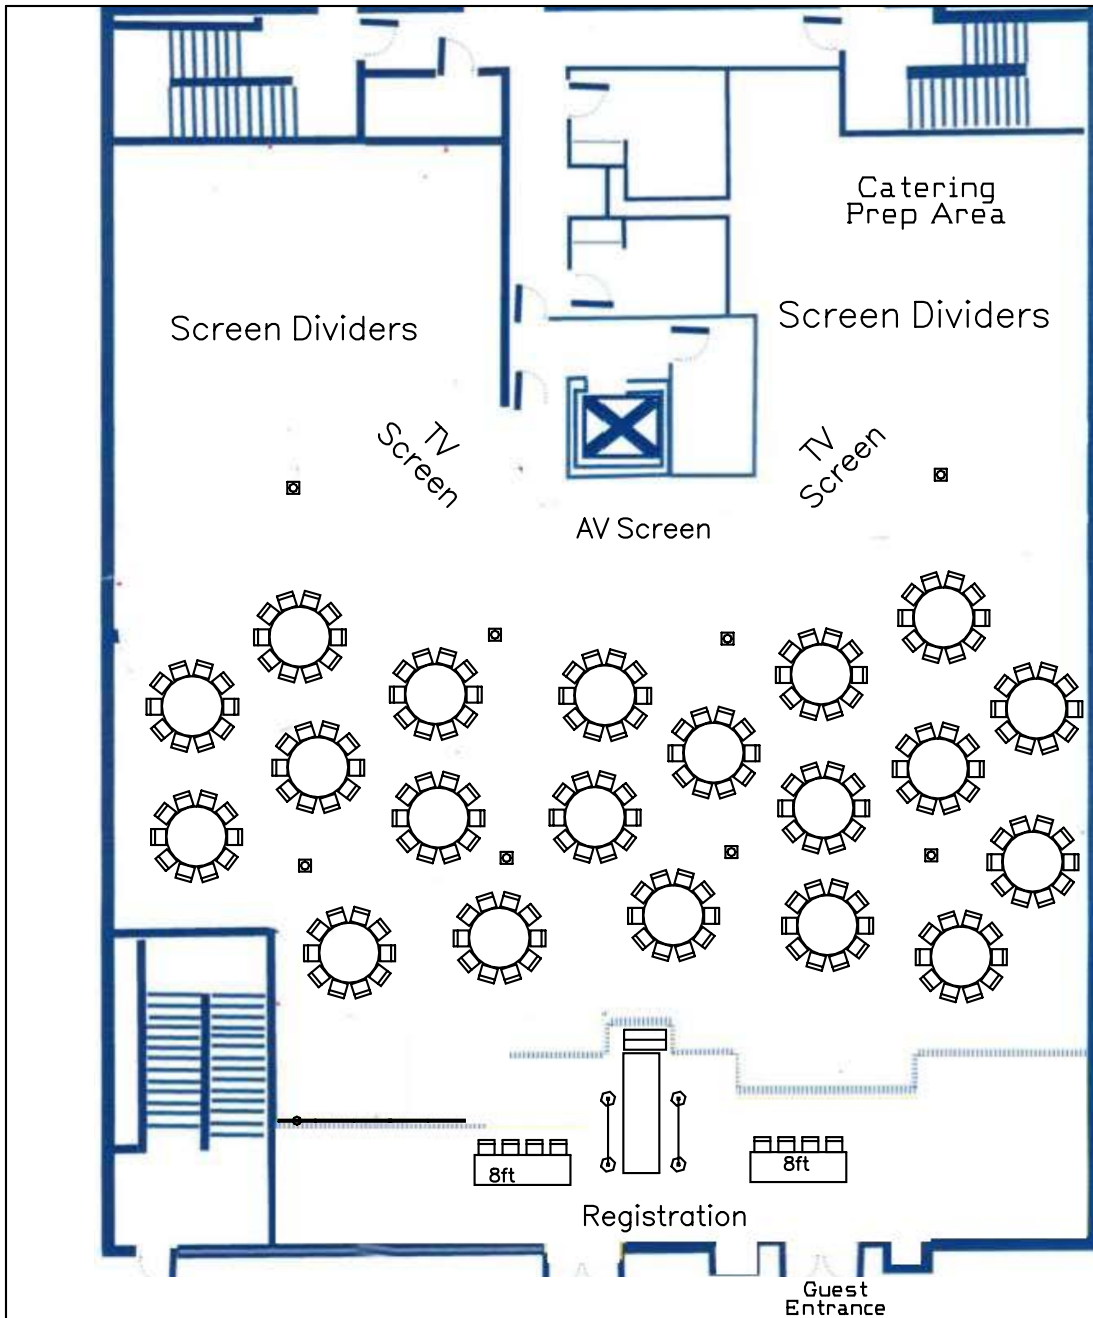 Catering
Prep Area
Screen Dividers
Screen Dividers
TV
Screen
TV
Screen
AV Screen
8ft
8ft
Registration
Guest
Entrance